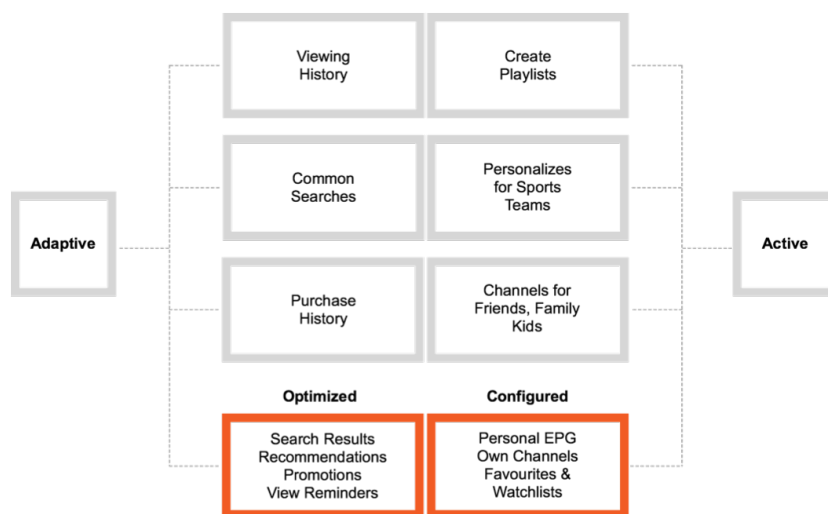 Viewing
History
Create
Playlists
Common
Searches
Personalizes
for Sports
Teams
Adaptive
Active
Purchase
History
Channels for
Friends, Family
Kids
Optimized
Configured
Search Results
Recommendations
Promotions
View Reminders
Personal EPG
Own Channels
Favourites &
Watchlists